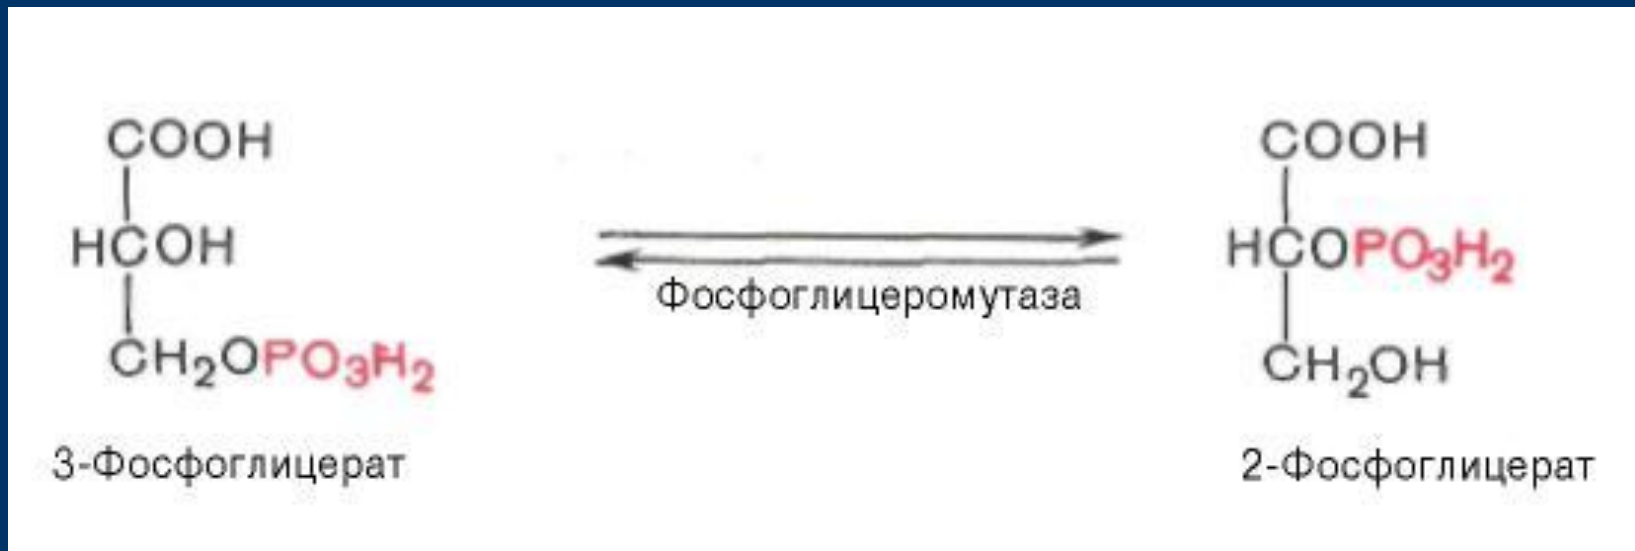 COOH
HCOH
CH₂OPO₃H₂
3-Фосфоглицерат
Фосфоглицеромутаза
COOH
HCOPO₃H₂
CH₂OH
2-Фосфоглицерат